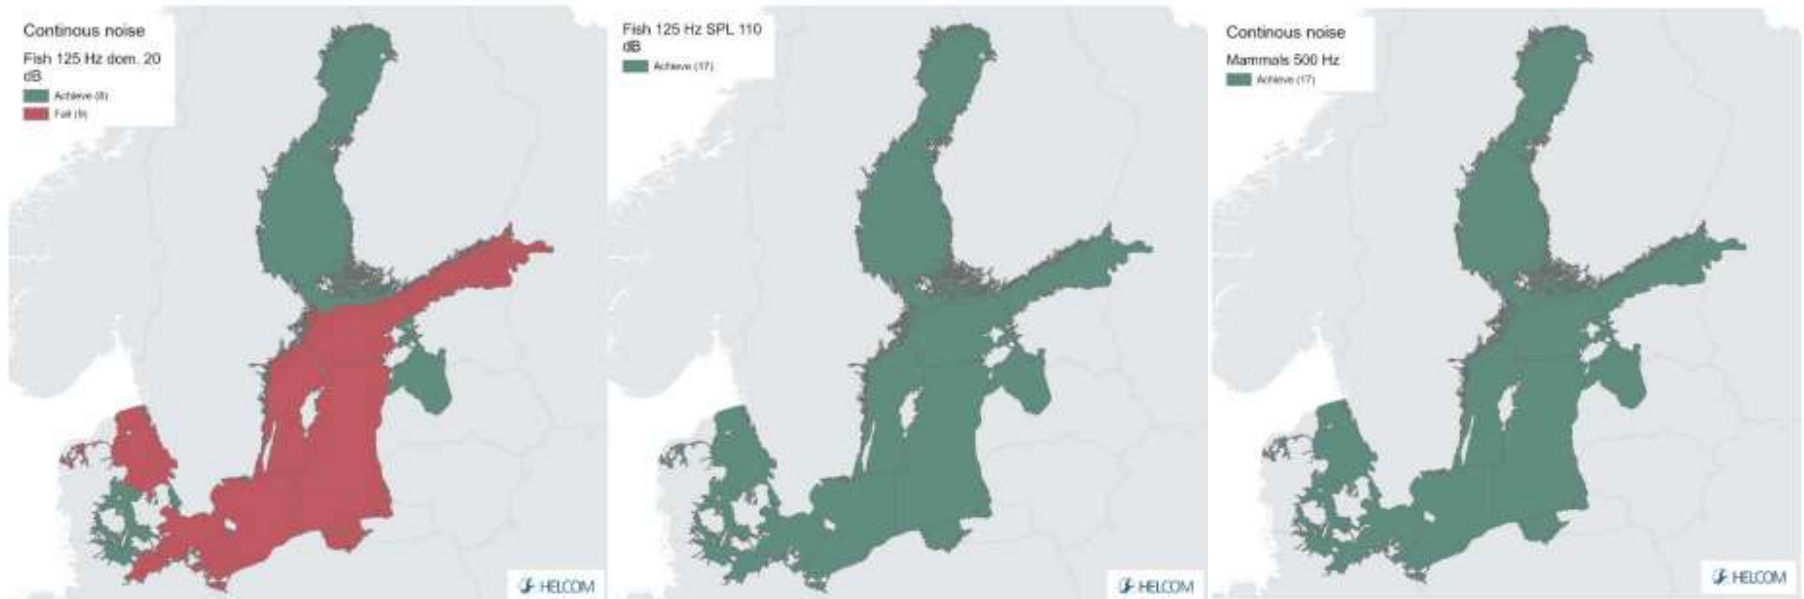 Continous noise
Fish 125 Hz dom. 20
dB
Achieve (8)
Fail (9)
HELCOM
Fish 125 Hz SPL 110
dB
Achieve (17)
HELCOM
Continous noise
Mammals 500 Hz
Achieve (17)
HELCOM